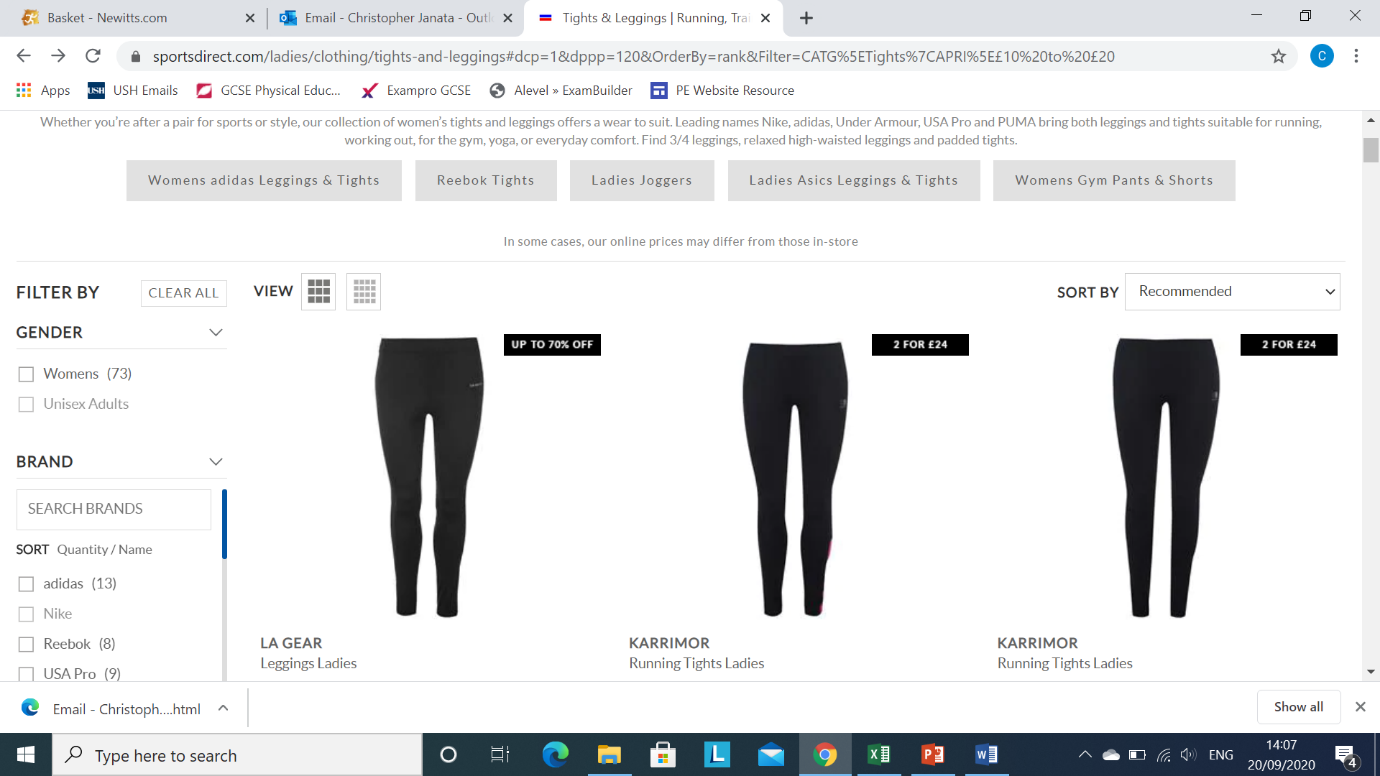 Basket - Newitts.com
Email - Christopher Janata - Outl
Tights & Leggings | Running, Trai
sportsdirect.com/ladies/clothing/tights-and-leggings#dcp=1&dppp=120&OrderBy=rank&Filter=CATG%5ETights%7CAPRI%5E£10%20to%20£20
C
Apps
USH USH Emails
GCSE Physical Educ...
Exampro GCSE
Alevel » ExamBuilder
PE Website Resource
Whether you're after a pair for sports or style, our collection of women's tights and leggings offers a wear to suit. Leading names Nike, adidas, Under Armour, USA Pro and PUMA bring both leggings and tights suitable for running,
working out, for the gym, yoga, or everyday comfort. Find 3/4 leggings, relaxed high-waisted leggings and padded tights.
Womens adidas Leggings & Tights
Reebok Tights
Ladies Joggers
Ladies Asics Leggings & Tights
Womens Gym Pants & Shorts
In some cases, our online prices may differ from those in-store
FILTER BY
CLEAR ALL
VIEW
SORT BY
Recommended
GENDER
Womens (73)
Unisex Adults
BRAND
SEARCH BRANDS
SORT Quantity / Name
adidas (13)
Nike
Reebok (8)
USA Pro (9)
UP TO 70% OFF
LA GEAR
Leggings Ladies
2 FOR £24
KARRIMOR
Running Tights Ladies
2 FOR £24
KARRIMOR
Running Tights Ladies
Email - Christoph....html
Show all
Type here to search
L
ENG
14:07
20/09/2020
4